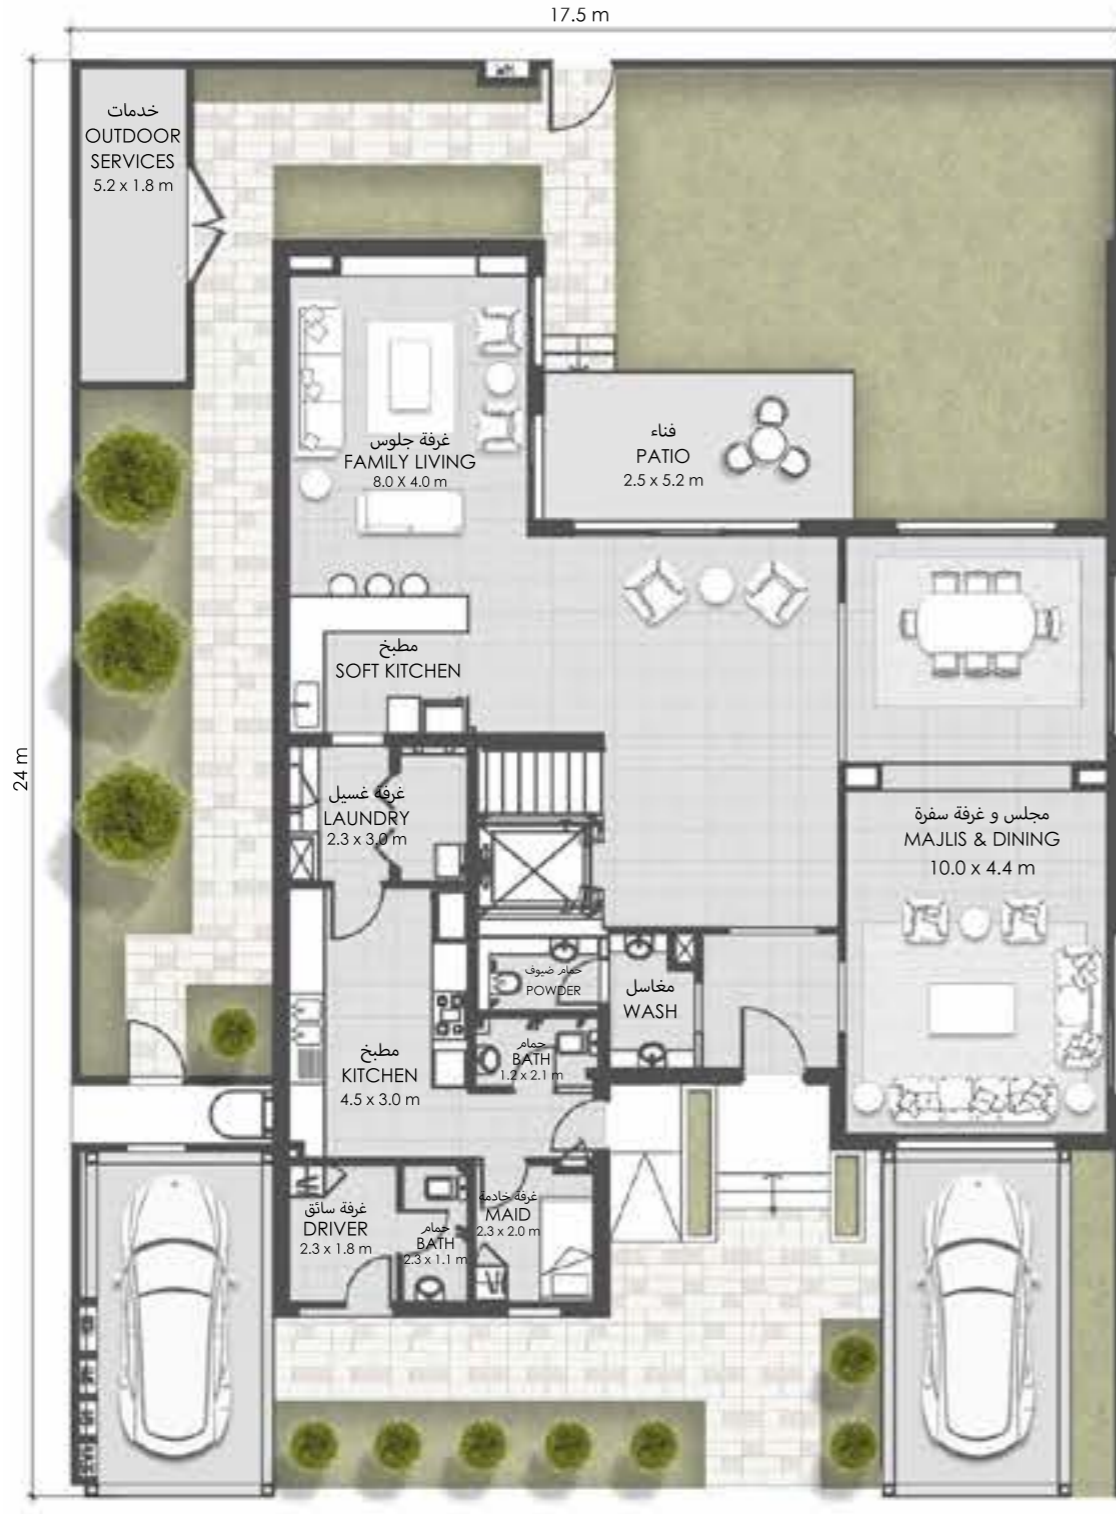 17.5 m
خدمات
OUTDOOR
SERVICES
5.2 x 1.8 m
غرفة جلوس
FAMILY LIVING
8.0 X 4.0 m
فناء
PATIO
2.5 x 5.2 m
مطبخ
SOFT KITCHEN
24 m
غرفة غسيل
LAUNDRY
2.3 x 3.0 m
مجلس و غرفة سفرة
MAJLIS & DINING
10.0 x 4.4 m
حمام ضيوف
POWDER
مغاسل
WASH
حمام
BATH
1.2 x 2.1 m
مطبخ
KITCHEN
4.5 x 3.0 m
غرفة سائق
DRIVER
2.3 x 1.8 m
حمام
BATH
2.3 x 1.1 m
غرفة خادمة
MAID
2.3 x 2.0 m